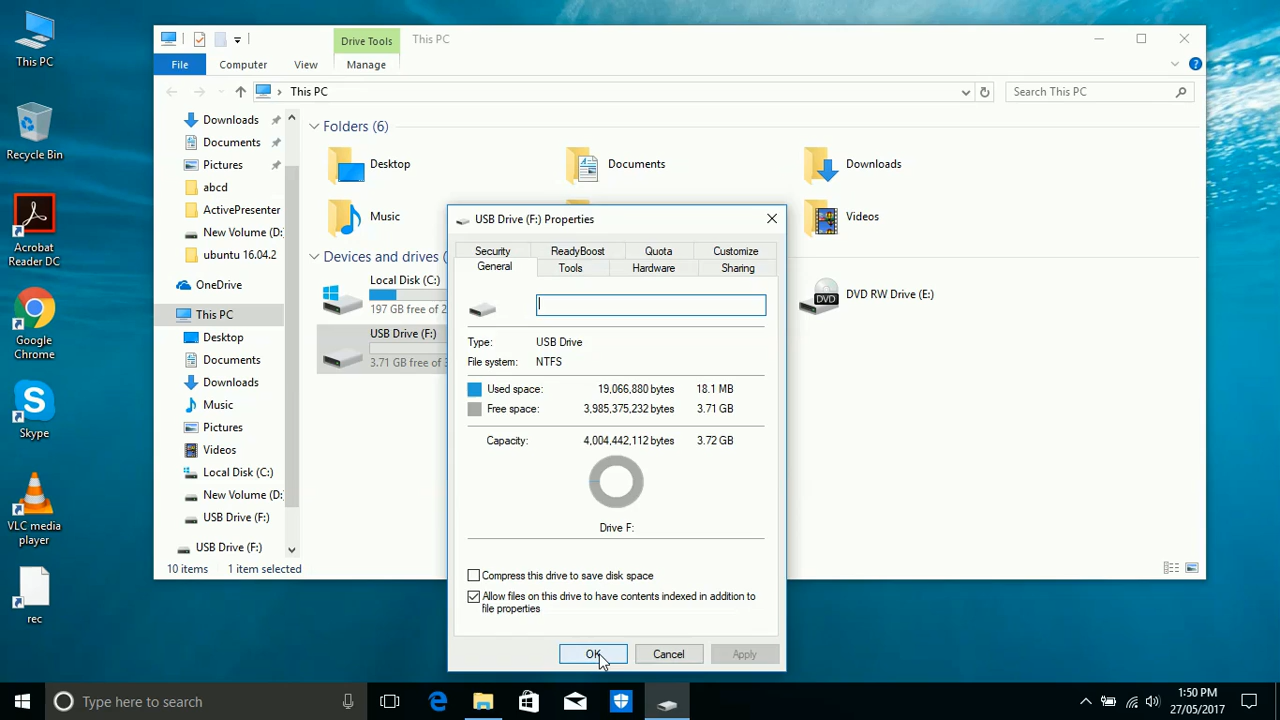 This PC
Recycle Bin
Acrobat
Reader DC
Google
Chrome
Skype
VLC media
player
rec
Drive Tools
This PC
File
Computer
View
Manage
This PC
Search This PC
Downloads
Documents
Pictures
abcd
ActivePresenter
New Volume (D:
ubuntu 16.04.2
OneDrive
This PC
Desktop
Documents
Downloads
Music
Pictures
Videos
Local Disk (C:)
New Volume (D:
USB Drive (F:)
USB Drive (F:)
Folders (6)
Desktop
Documents
Downloads
Music
Videos
Devices and drives (
Local Disk (C:)
197 GB free of 2
USB Drive (F:)
3.71 GB free of 3
DVD
DVD RW Drive (E:)
10 items
1 item selected
USB Drive (F:) Properties
Security
ReadyBoost
Quota
Customize
General
Tools
Hardware
Sharing
Type:
USB Drive
File system:
NTFS
Used space:
19,066,880 bytes
18.1 MB
Free space:
3,985,375,232 bytes
3.71 GB
Capacity:
4,004,442,112 bytes
3.72 GB
Drive F:
Compress this drive to save disk space
Allow files on this drive to have contents indexed in addition to
file properties
OK
Cancel
Apply
Type here to search
1:50 PM
27/05/2017